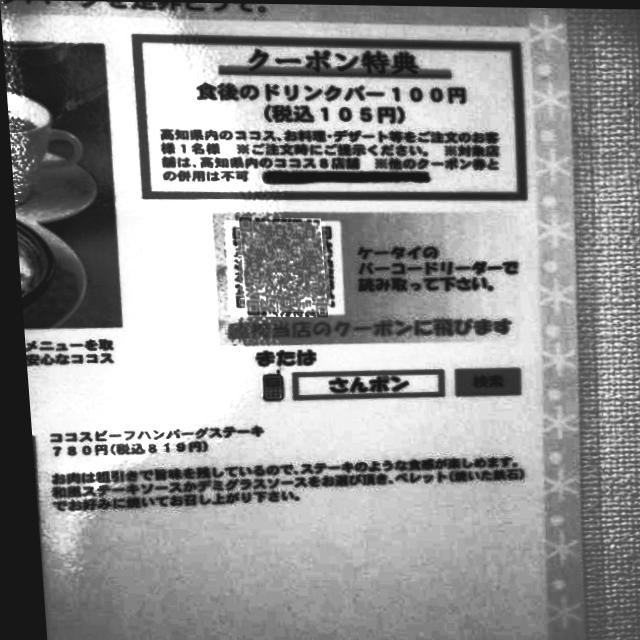 クーポン特典
食後のドリンクバー100円
(税込105円)
高知県内のココス、お料理・デザート等をご注文のお客
様1名様 ※ご注文時にご提示ください。 ※対象店
舗は、高知県内のココス8店舗 ※他のクーポン券と
の併用は不可
ケータイの
バーコードリーダーで
読み取って下さい。
当店のクーポンに飛びます
または
さんポン
検索
メニューを取
安心なココス
ココスビーフハンバーグステーキ
780円(税込819円)
お肉は粗引きで旨味を残しているので、ステーキのような食感が楽しめます。
和風ステーキソースかデミグラスソースをお選び頂き、ペレット(焼いた鉄石)
でお好みに焼いてお召し上がり下さい。